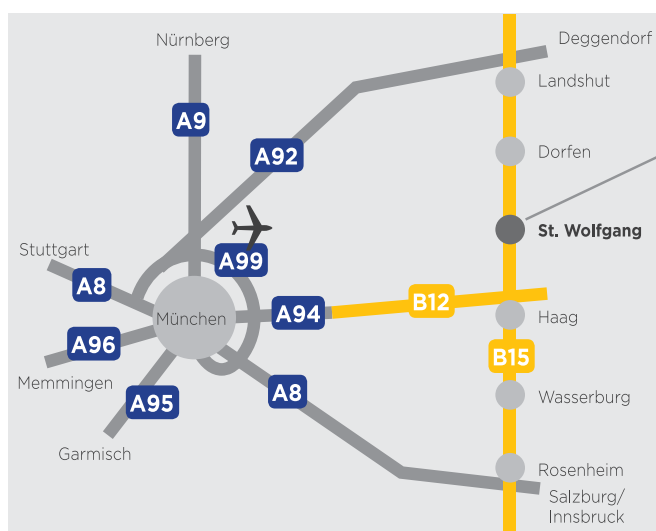 Nürnberg
Deggendorf
Landshut
A9
A92
Dorfen
St. Wolfgang
Stuttgart
A99
A8
München
A94
B12
Haag
A96
B15
Memmingen
A8
A95
Wasserburg
Garmisch
Rosenheim
Salzburg/
Innsbruck